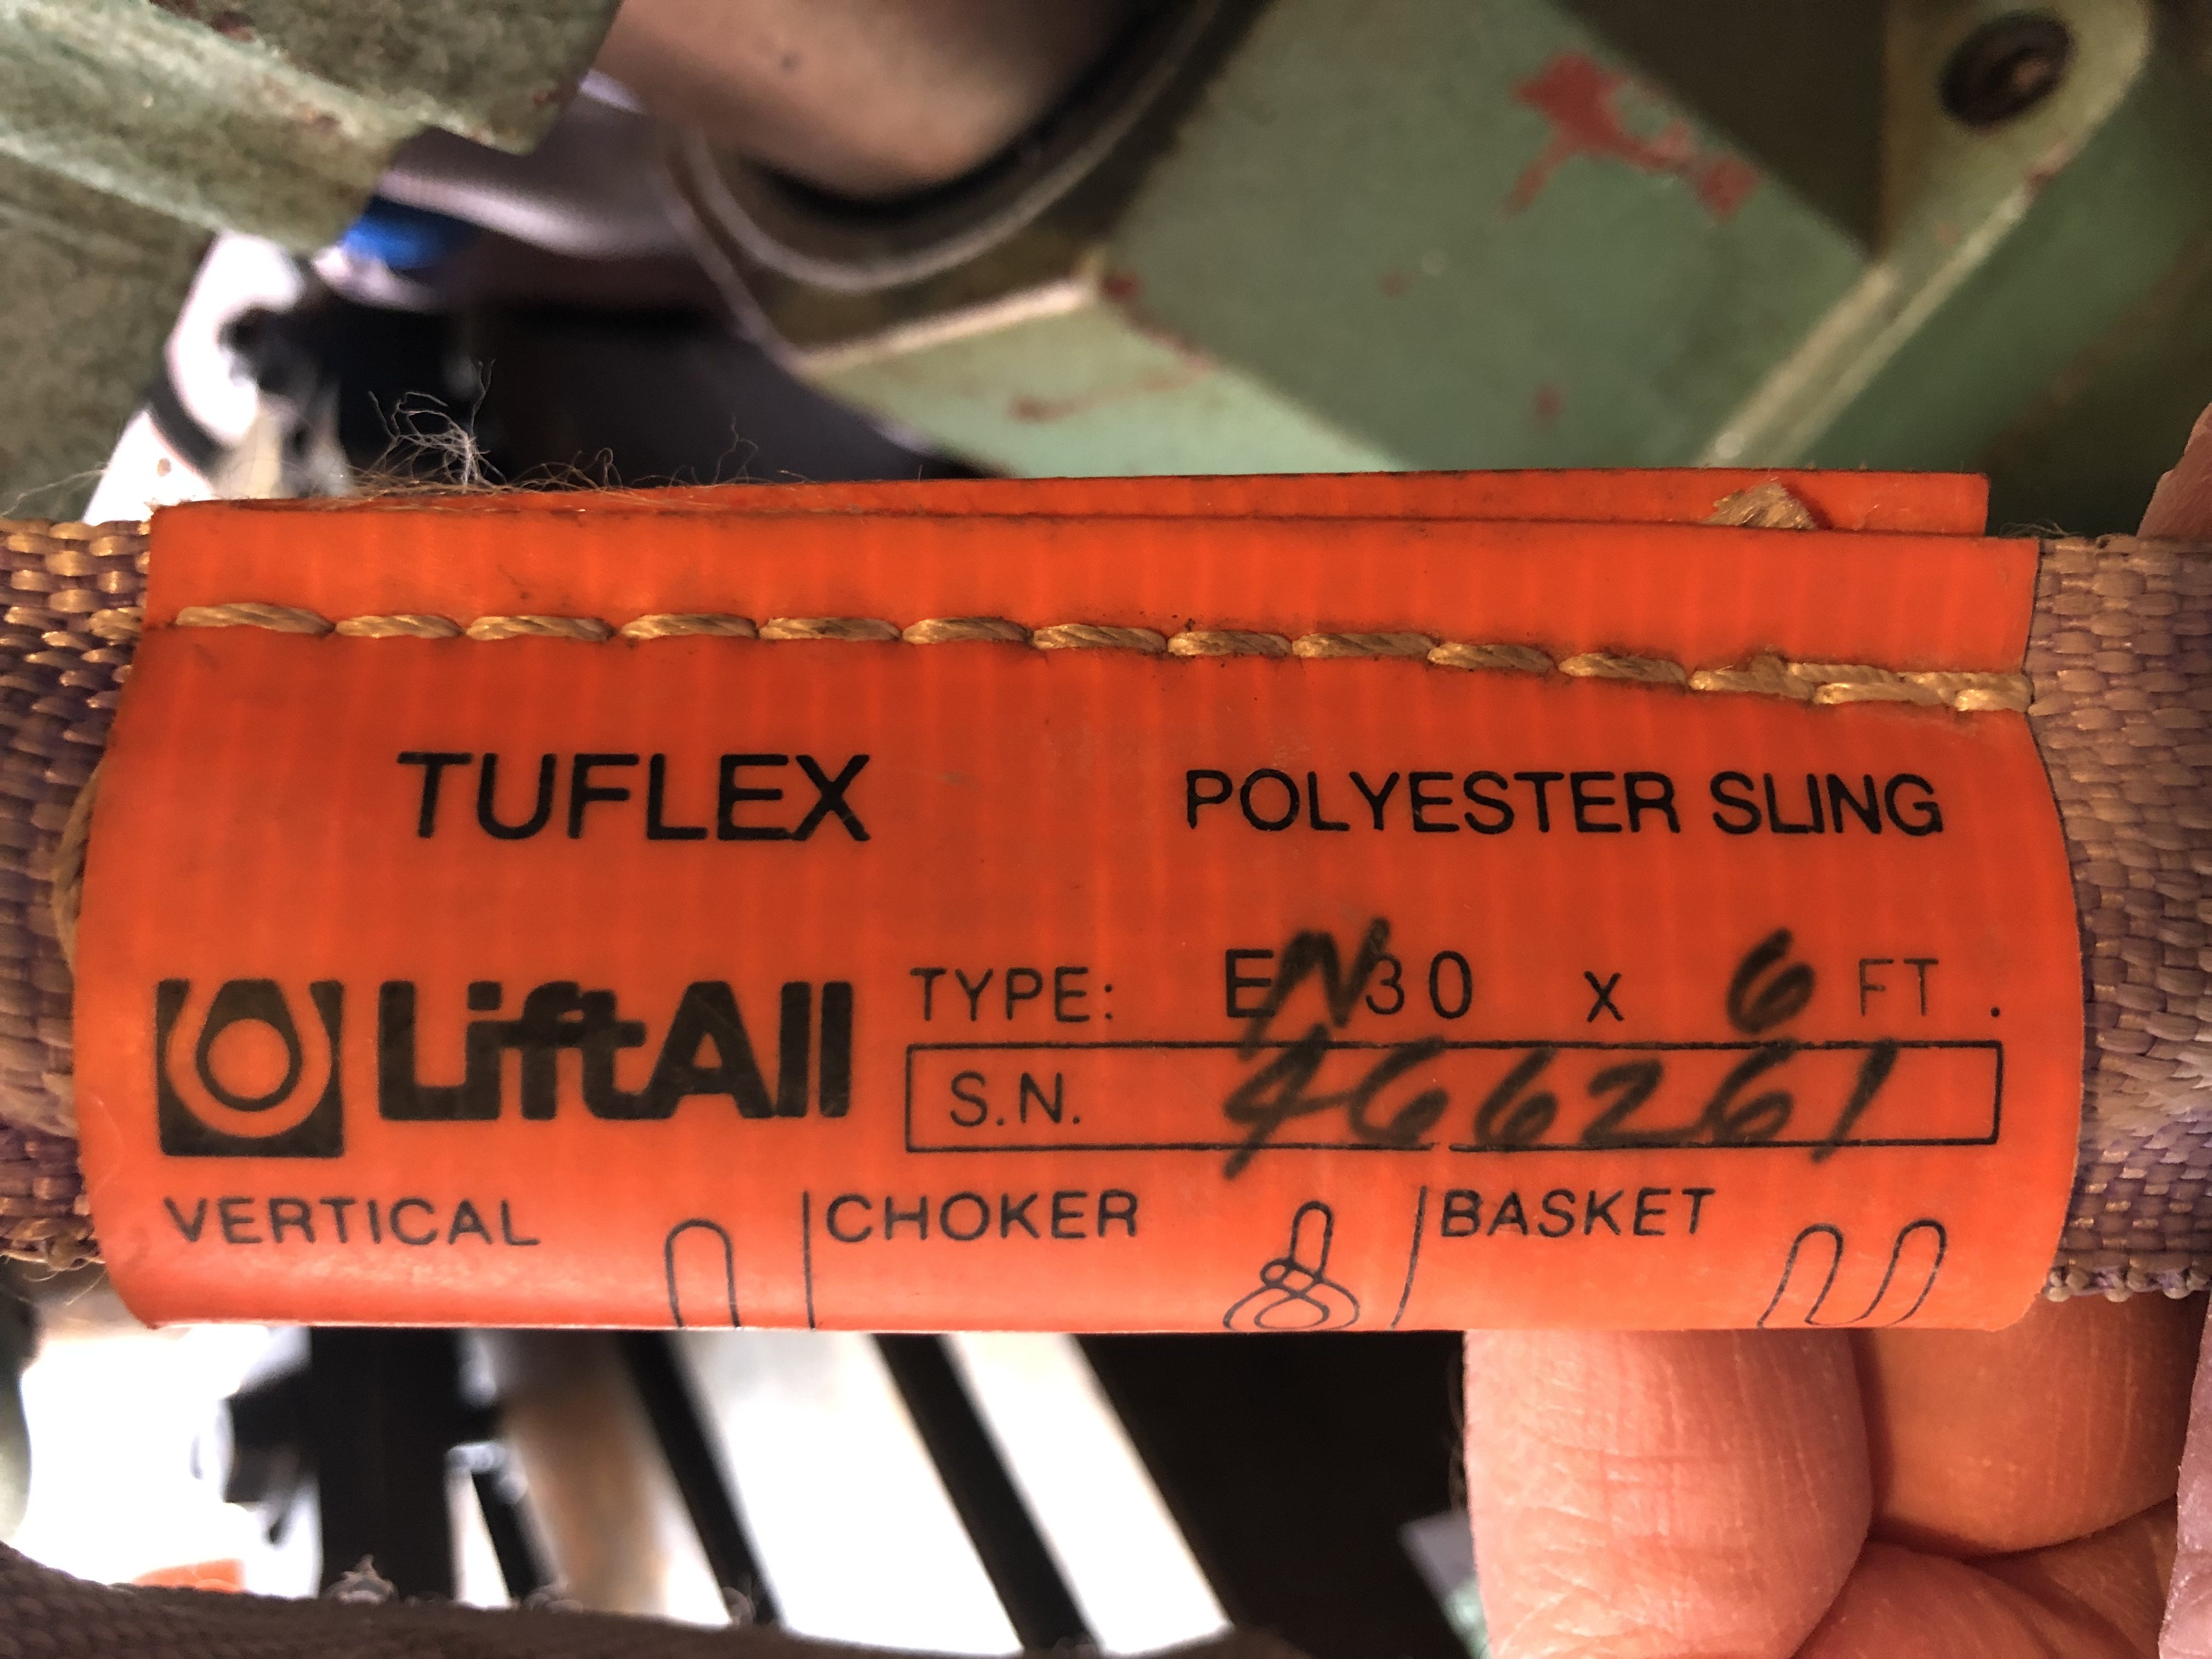 TUFLEX POLYESTER SLING
LiftAll TYPE: EN30 x 6 FT.
S.N. 466261
VERTICAL CHOKER BASKET